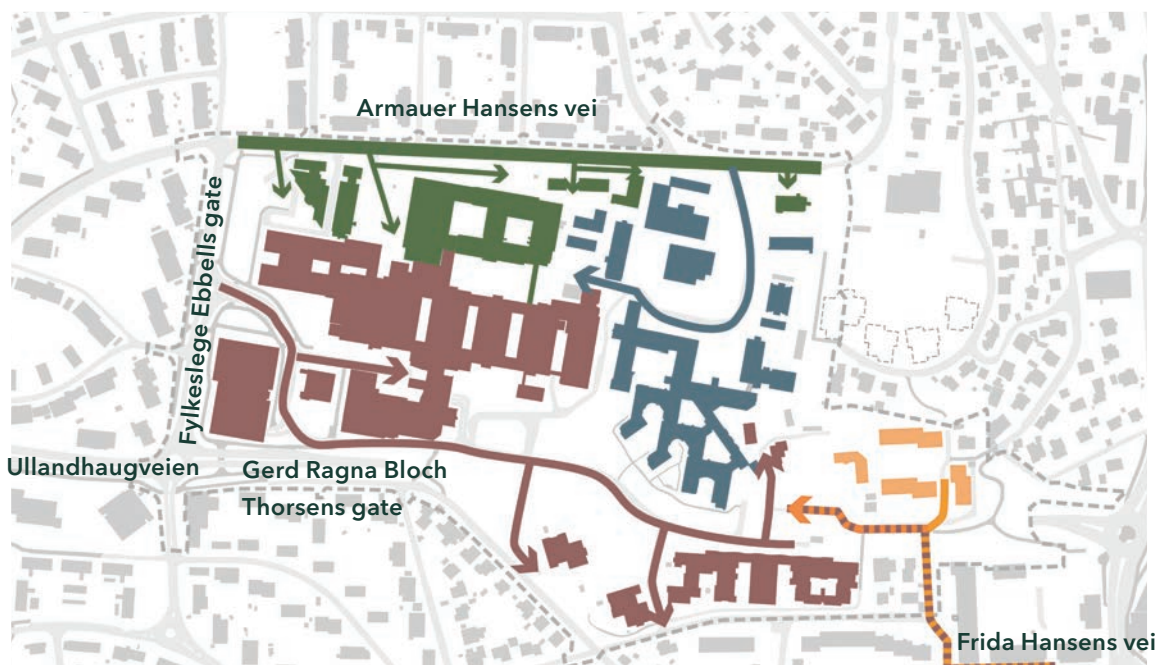 Armauer Hansens vei
Fylkeslege Ebbells gate
Ullandhaugveien
Gerd Ragna Bloch
Thorsens gate
Frida Hansens vei